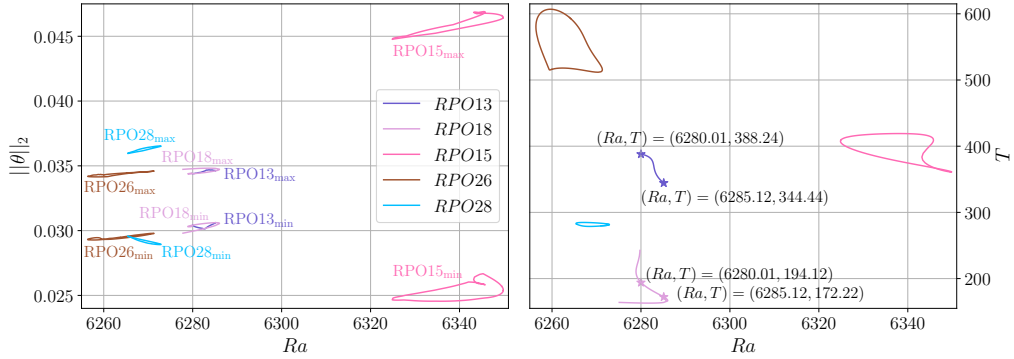 0.045
0.040
0.035
0.030
0.025
||θ||₂
6260
6280
6300
6320
6340
Ra
RPO15max
RPO28max
RPO18max
RPO26max
RPO13max
RPO18min
RPO13min
RPO26min
RPO28min
RPO15min
RPO13
RPO18
RPO15
RPO26
RPO28
(Ra, T) = (6280.01, 388.24)
(Ra, T) = (6285.12, 344.44)
(Ra, T) = (6280.01, 194.12)
(Ra, T) = (6285.12, 172.22)
600
500
400
300
200
T
6260
6280
6300
6320
6340
Ra